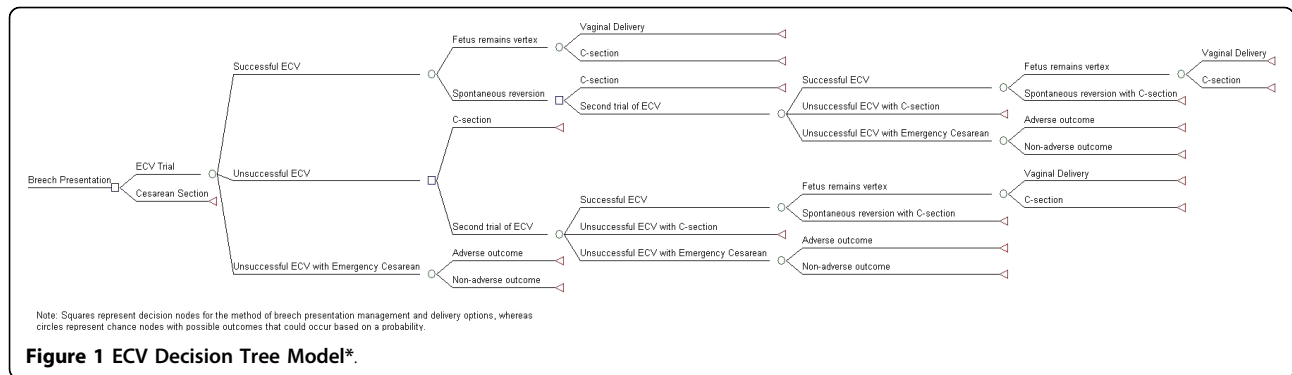 Vaginal Delivery
Fetus remains vertex
C-section
Successful ECV
C-section
Spontaneous reversion
Second trial of ECV
Successful ECV
Fetus remains vertex
Vaginal Delivery
C-section
Spontaneous reversion with C-section
Unsuccessful ECV with C-section
Unsuccessful ECV with Emergency Cesarean
Adverse outcome
Non-adverse outcome
Breech Presentation
ECV Trial
Cesarean Section
Unsuccessful ECV
C-section
Second trial of ECV
Successful ECV
Fetus remains vertex
Vaginal Delivery
C-section
Spontaneous reversion with C-section
Unsuccessful ECV with C-section
Unsuccessful ECV with Emergency Cesarean
Adverse outcome
Non-adverse outcome
Unsuccessful ECV with Emergency Cesarean
Adverse outcome
Non-adverse outcome
Note: Squares represent decision nodes for the method of breech presentation management and delivery options, whereas
circles represent chance nodes with possible outcomes that could occur based on a probability.
Figure 1 ECV Decision Tree Model*.